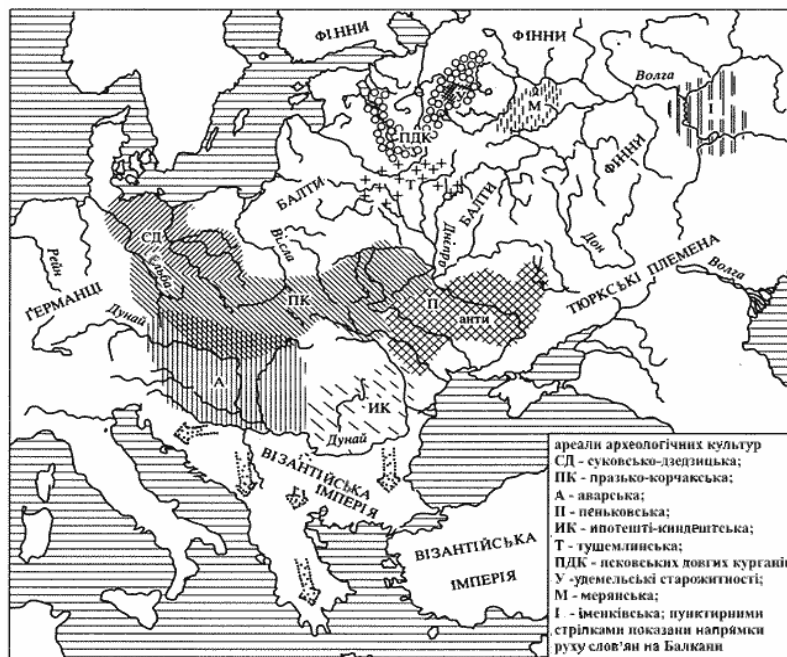 ФІННИ
ФІННИ
Волга
І
М
ПДК
ФІННИ
БАЛТИ
Т
БАЛТИ
Дніпро
Дон
СД
Вісла
Ельба
Рейн
ҐЕРМАНЦІ
ПК
П
анти
ТЮРКСЬКІ ПЛЕМЕНА
Волга
Дунай
А
ИК
Дунай
ВІЗАНТІЙСЬКА
ІМПЕРІЯ
ВІЗАНТІЙСЬКА
ІМПЕРІЯ
ареали археологічних культур
СД - суковсько-дзедзицька;
ПК - празько-корчакська;
А - аварська;
П - пеньковська;
ИК - ипотешті-киндештська;
Т - тушемлинська;
ПДК - псковських довгих курганів
У -удемельські старожитності;
М - мерянська;
І - іменківська; пунктирними
стрілками показани напрямки
руху слов'ян на Балкани